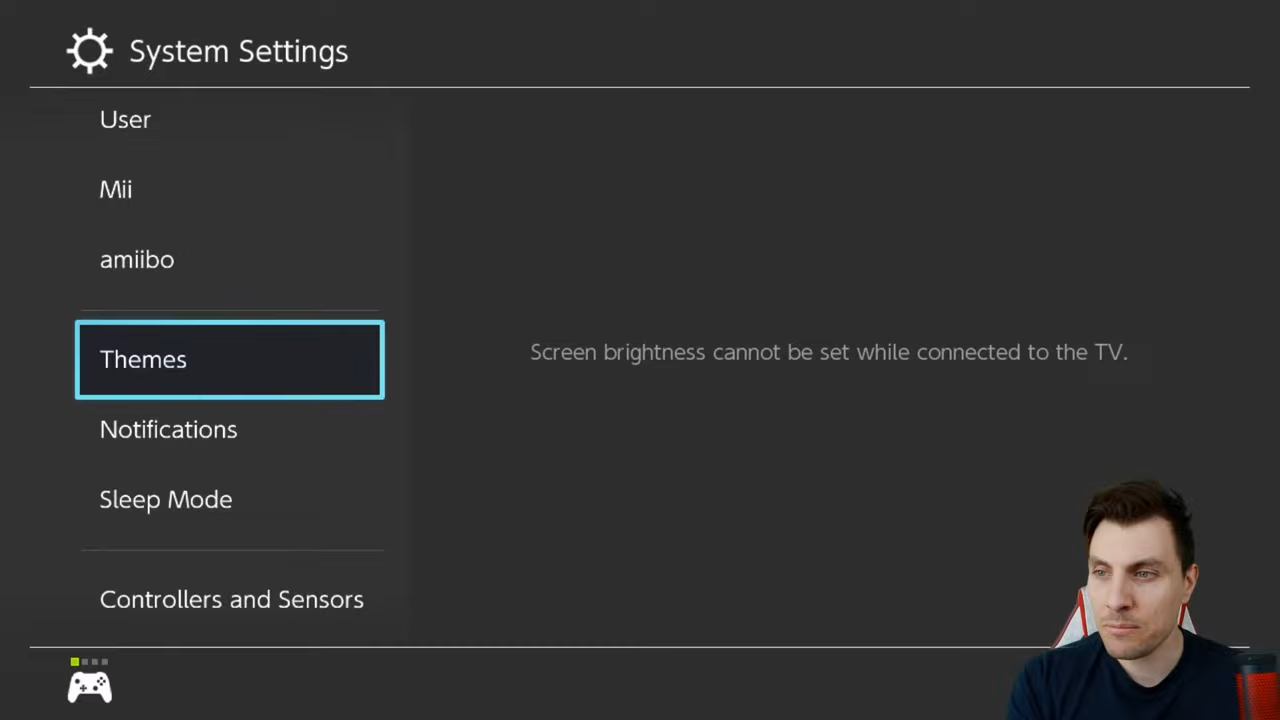 System Settings
User
Mii
amiibo
Themes
Screen brightness cannot be set while connected to the TV.
Notifications
Sleep Mode
Controllers and Sensors